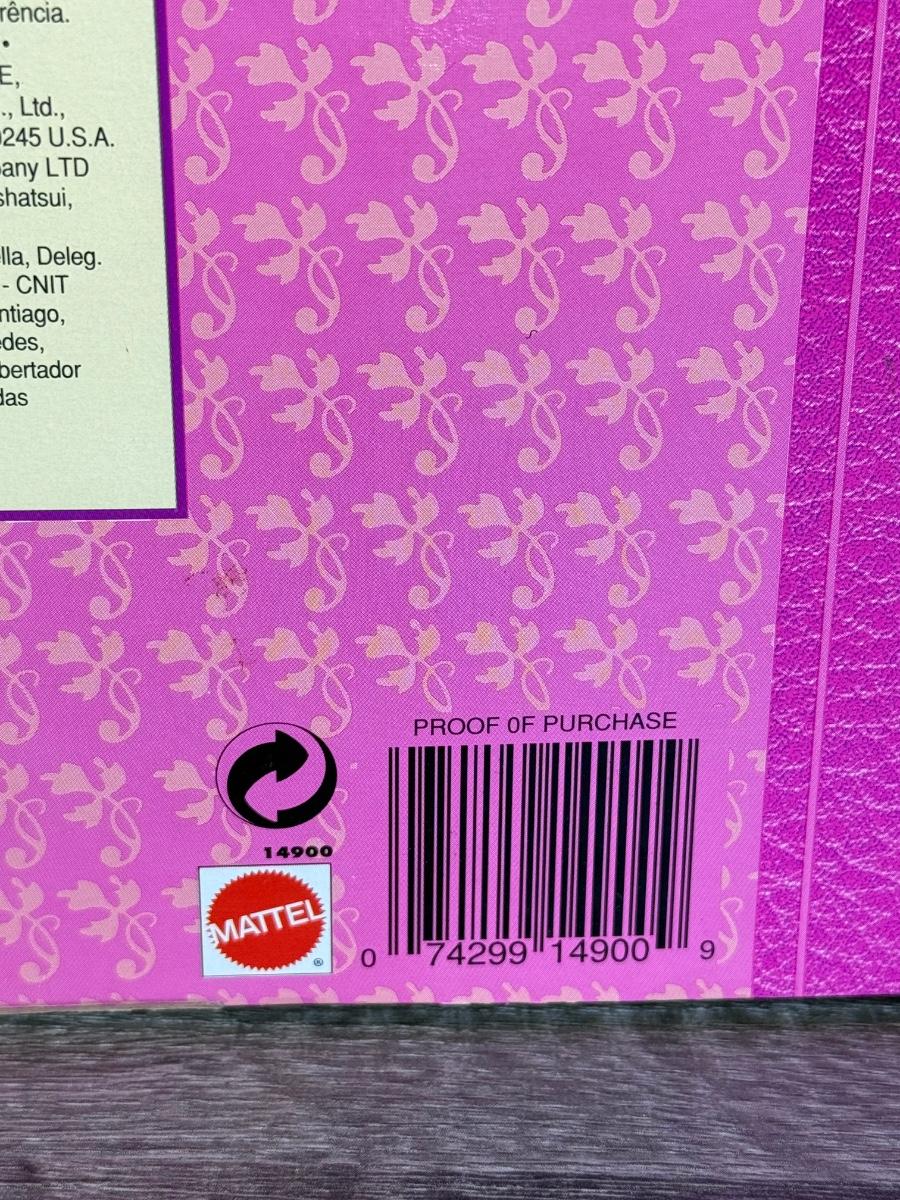 rência.
•
E,
., Ltd.,
0245 U.S.A.
pany LTD
shatsui,
ella, Deleg.
- CNIT
ntiago,
edes,
bertador
das
PROOF 0F PURCHASE
14900
MATTEL
®
0 74299 14900 9